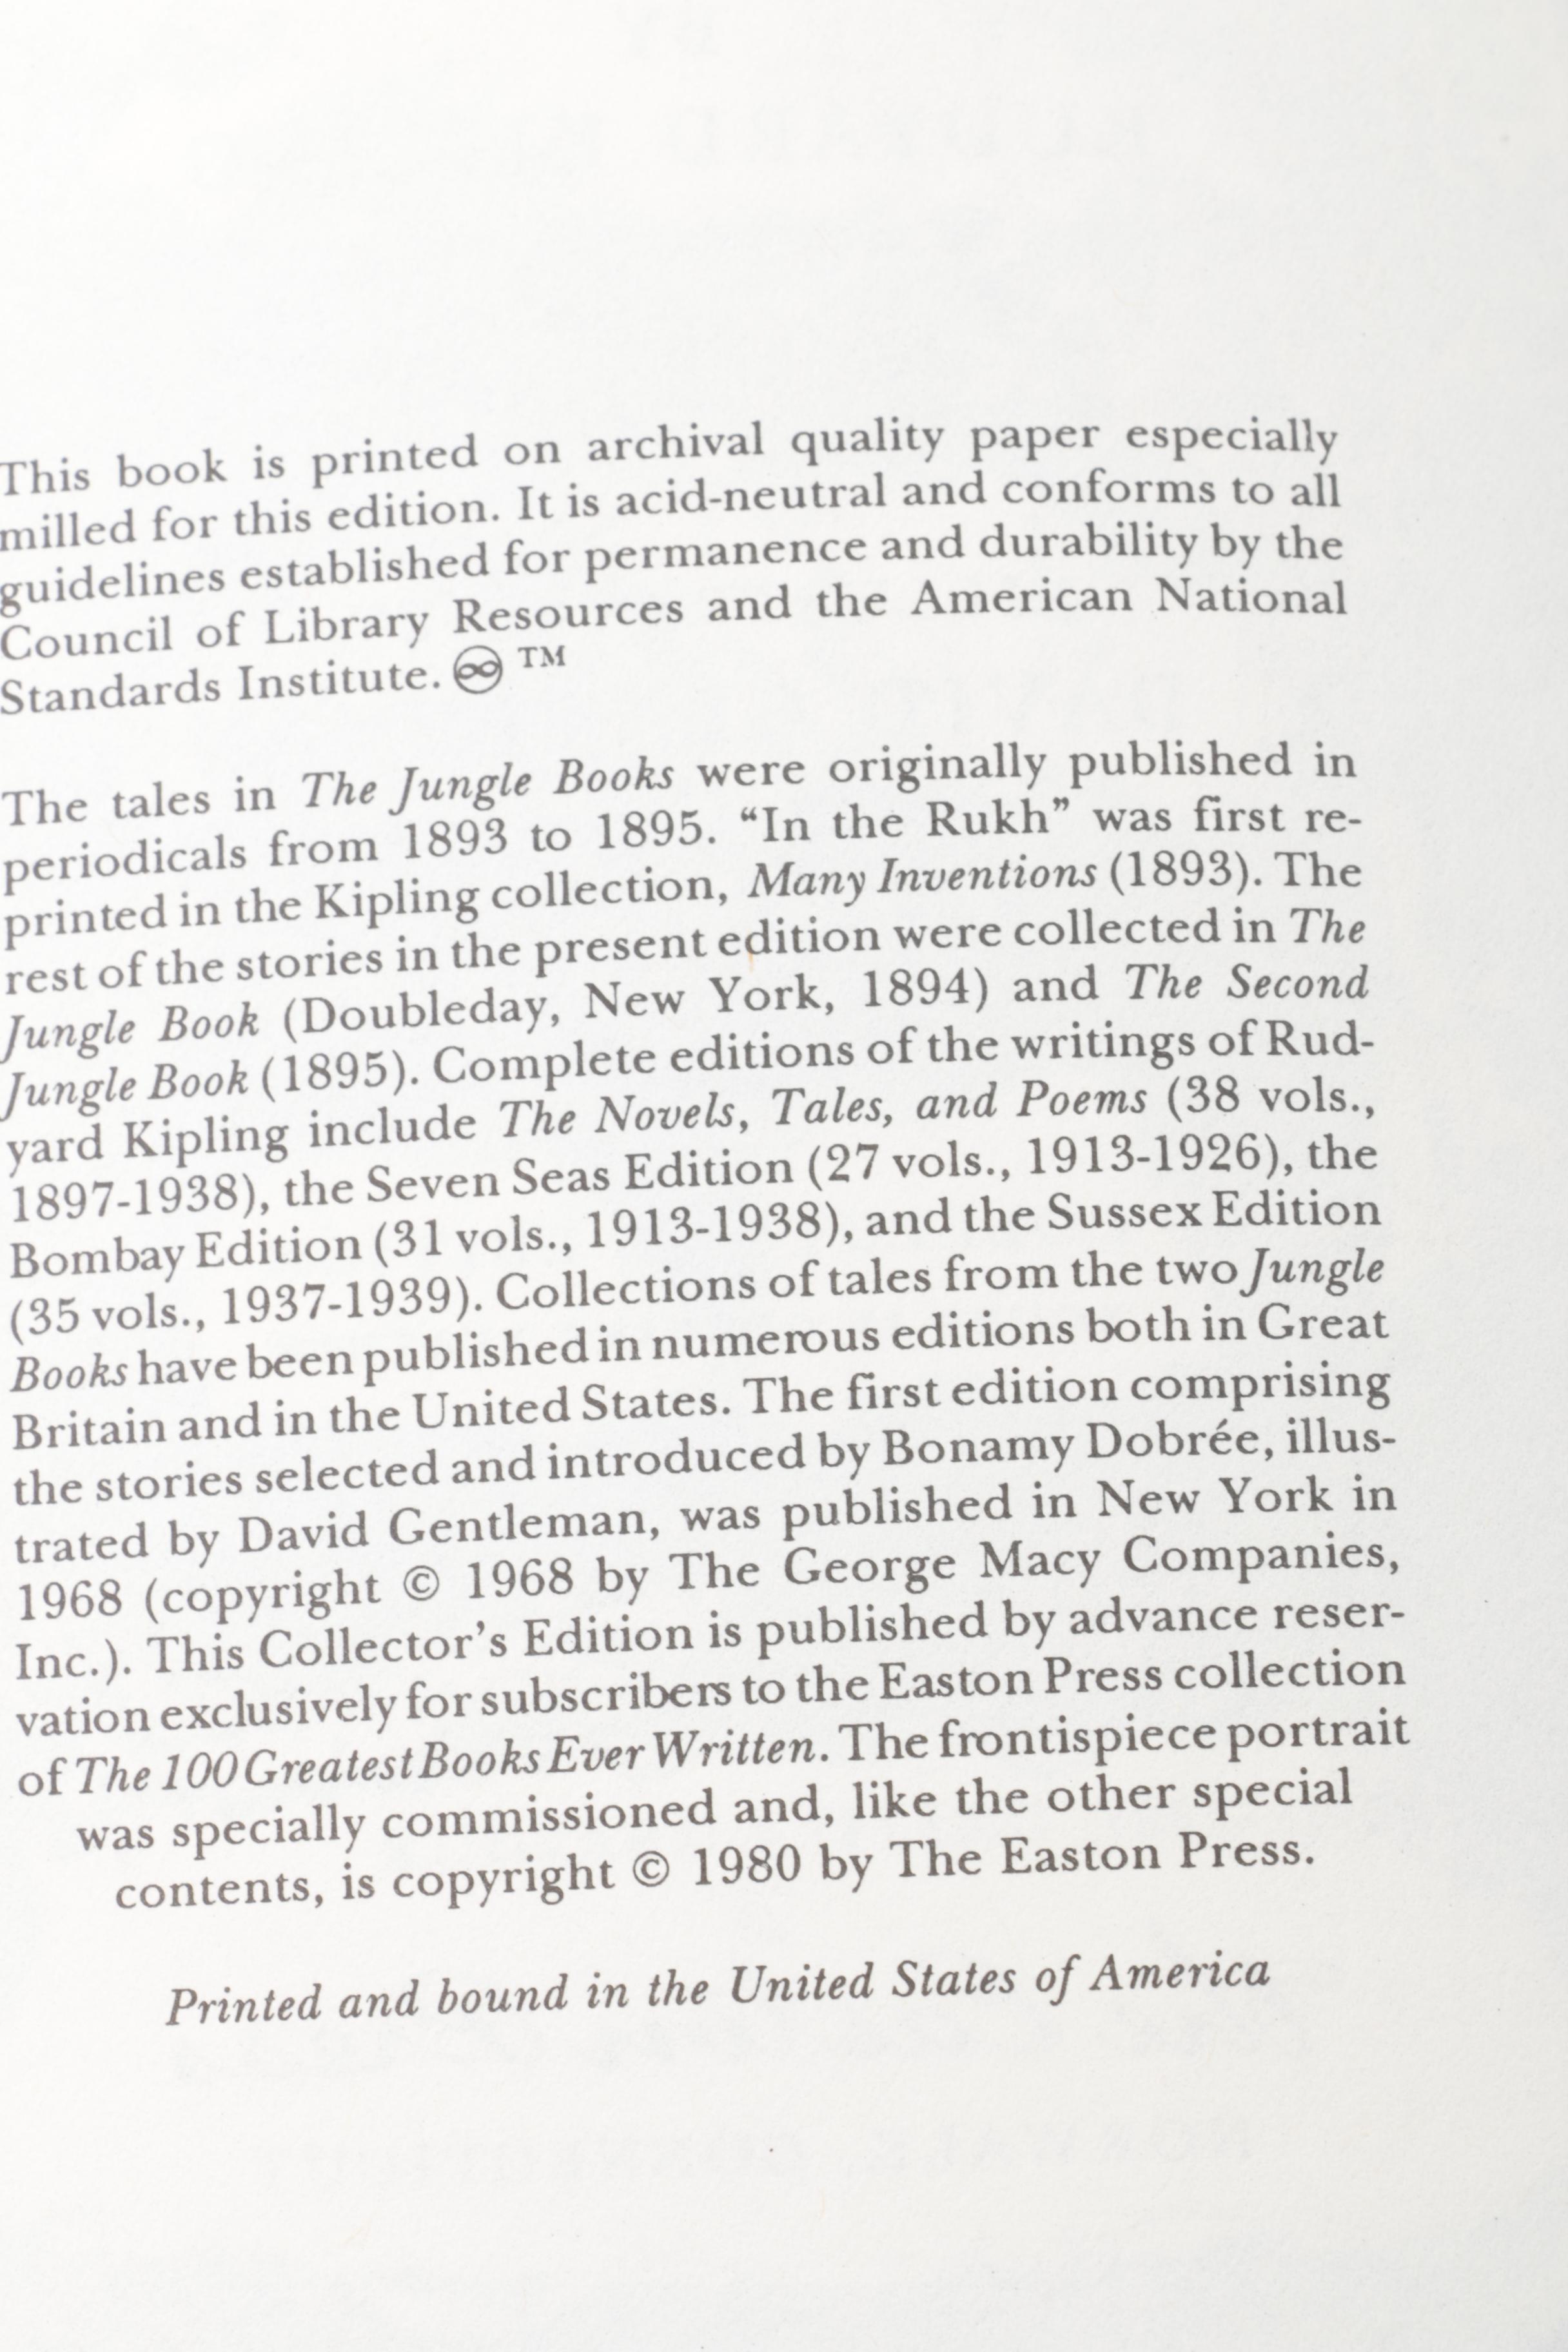 This book is printed on archival quality paper especially
milled for this edition. It is acid-neutral and conforms to all
guidelines established for permanence and durability by the
Council of Library Resources and the American National
Standards Institute. ♾ ™
The tales in The Jungle Books were originally published in
periodicals from 1893 to 1895. “In the Rukh” was first re-
printed in the Kipling collection, Many Inventions (1893). The
rest of the stories in the present edition were collected in The
Jungle Book (Doubleday, New York, 1894) and The Second
Jungle Book (1895). Complete editions of the writings of Rud-
yard Kipling include The Novels, Tales, and Poems (38 vols.,
1897-1938), the Seven Seas Edition (27 vols., 1913-1926), the
Bombay Edition (31 vols., 1913-1938), and the Sussex Edition
(35 vols., 1937-1939). Collections of tales from the two Jungle
Books have been published in numerous editions both in Great
Britain and in the United States. The first edition comprising
the stories selected and introduced by Bonamy Dobrée, illus-
trated by David Gentleman, was published in New York in
1968 (copyright © 1968 by The George Macy Companies,
Inc.). This Collector’s Edition is published by advance reser-
vation exclusively for subscribers to the Easton Press collection
of The 100 Greatest Books Ever Written. The frontispiece portrait
was specially commissioned and, like the other special
contents, is copyright © 1980 by The Easton Press.
Printed and bound in the United States of America